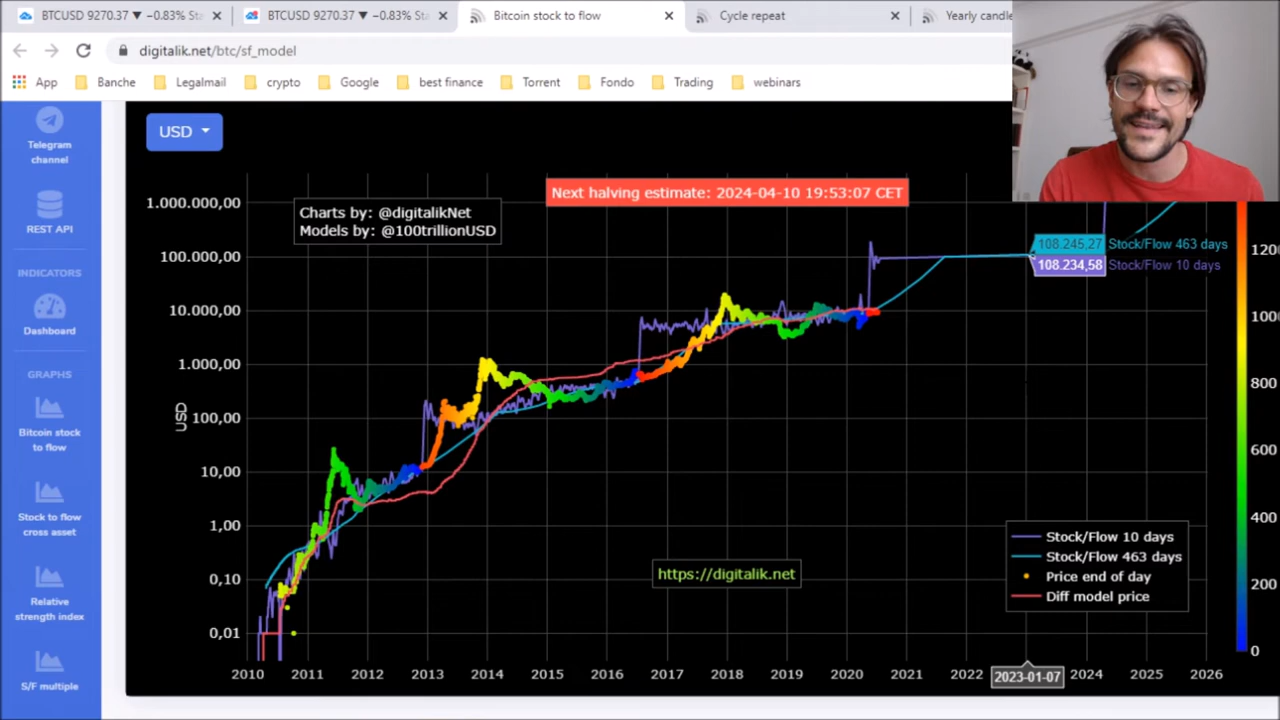 BTCUSD 9270.37 ▼ −0.83% St
BTCUSD 9270.37 ▼ −0.83% St
Bitcoin stock to flow
Cycle repeat
Yearly candle
digitalik.net/btc/sf_model
App
Banche
Legalmail
crypto
Google
best finance
Torrent
Fondo
Trading
webinars
Telegram
channel
REST API
INDICATORS
Dashboard
GRAPHS
Bitcoin stock
to flow
Stock to flow
cross asset
Relative
strength index
S/F multiple
USD
Next halving estimate: 2024-04-10 19:53:07 CET
Charts by: @digitalikNet
Models by: @100trillionUSD
1.000.000,00
100.000,00
10.000,00
1.000,00
100,00
10,00
1,00
0,10
0,01
USD
108.245,27 Stock/Flow 463 days
108.234,58 Stock/Flow 10 days
1200
1000
800
600
400
200
0
Stock/Flow 10 days
Stock/Flow 463 days
Price end of day
Diff model price
https://digitalik.net
2010
2011
2012
2013
2014
2015
2016
2017
2018
2019
2020
2021
2022
2023-01-07
2024
2025
2026